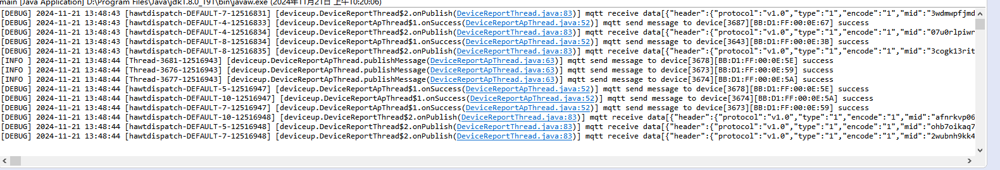 main [Java Application] D:\Program Files\Java\jdk1.8.0_191\bin\javaw.exe (2024年11月21日 上午10:20:06)
[DEBUG] 2024-11-21 13:48:43 [hawtdispatch-DEFAULT-7-12516831] [deviceup.DeviceReportThread$2.onPublish(DeviceReportThread.java:83)] mqtt receive data[{"header":{"protocol":"v1.0","type":"1","encode":"1","mid":"3wdmwpfjmd
[DEBUG] 2024-11-21 13:48:43 [hawtdispatch-DEFAULT-4-12516833] [deviceup.DeviceReportApThread$1.onSuccess(DeviceReportApThread.java:52)] mqtt send message to device[3687][BB:D1:FF:00:0E:67] success
[DEBUG] 2024-11-21 13:48:43 [hawtdispatch-DEFAULT-4-12516834] [deviceup.DeviceReportThread$2.onPublish(DeviceReportThread.java:83)] mqtt receive data[{"header":{"protocol":"v1.0","type":"1","encode":"1","mid":"07u0rlpiwr
[DEBUG] 2024-11-21 13:48:43 [hawtdispatch-DEFAULT-8-12516834] [deviceup.DeviceReportApThread$1.onSuccess(DeviceReportApThread.java:52)] mqtt send message to device[3643][BB:D1:FF:00:0E:3B] success
[DEBUG] 2024-11-21 13:48:43 [hawtdispatch-DEFAULT-8-12516835] [deviceup.DeviceReportThread$2.onPublish(DeviceReportThread.java:83)] mqtt receive data[{"header":{"protocol":"v1.0","type":"1","encode":"1","mid":"3cogk13rit
[INFO ] 2024-11-21 13:48:44 [Thread-3681-12516943] [deviceup.DeviceReportApThread.publishMessage(DeviceReportApThread.java:63)] mqtt send message to device[3678][BB:D1:FF:00:0E:5E] success
[INFO ] 2024-11-21 13:48:44 [Thread-3676-12516943] [deviceup.DeviceReportApThread.publishMessage(DeviceReportApThread.java:63)] mqtt send message to device[3673][BB:D1:FF:00:0E:59] success
[INFO ] 2024-11-21 13:48:44 [Thread-3677-12516943] [deviceup.DeviceReportApThread.publishMessage(DeviceReportApThread.java:63)] mqtt send message to device[3674][BB:D1:FF:00:0E:5A] success
[DEBUG] 2024-11-21 13:48:44 [hawtdispatch-DEFAULT-5-12516947] [deviceup.DeviceReportApThread$1.onSuccess(DeviceReportApThread.java:52)] mqtt send message to device[3678][BB:D1:FF:00:0E:5E] success
[DEBUG] 2024-11-21 13:48:44 [hawtdispatch-DEFAULT-10-12516947] [deviceup.DeviceReportApThread$1.onSuccess(DeviceReportApThread.java:52)] mqtt send message to device[3674][BB:D1:FF:00:0E:5A] success
[DEBUG] 2024-11-21 13:48:44 [hawtdispatch-DEFAULT-7-12516947] [deviceup.DeviceReportApThread$1.onSuccess(DeviceReportApThread.java:52)] mqtt send message to device[3673][BB:D1:FF:00:0E:59] success
[DEBUG] 2024-11-21 13:48:44 [hawtdispatch-DEFAULT-10-12516948] [deviceup.DeviceReportThread$2.onPublish(DeviceReportThread.java:83)] mqtt receive data[{"header":{"protocol":"v1.0","type":"1","encode":"1","mid":"afnrkvp06
[DEBUG] 2024-11-21 13:48:44 [hawtdispatch-DEFAULT-5-12516948] [deviceup.DeviceReportThread$2.onPublish(DeviceReportThread.java:83)] mqtt receive data[{"header":{"protocol":"v1.0","type":"1","encode":"1","mid":"ohb7oikaq7
[DEBUG] 2024-11-21 13:48:44 [hawtdispatch-DEFAULT-7-12516948] [deviceup.DeviceReportThread$2.onPublish(DeviceReportThread.java:83)] mqtt receive data[{"header":{"protocol":"v1.0","type":"1","encode":"1","mid":"2wubnh9kk4